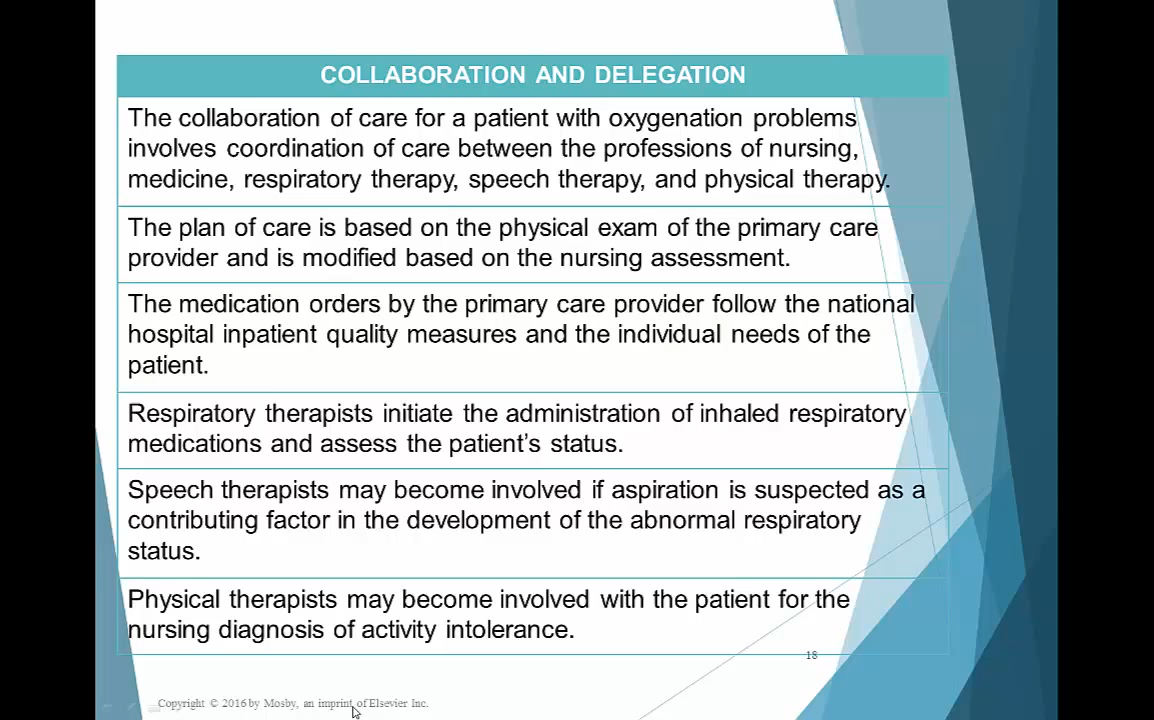 COLLABORATION AND DELEGATION
The collaboration of care for a patient with oxygenation problems
involves coordination of care between the professions of nursing,
medicine, respiratory therapy, speech therapy, and physical therapy.
The plan of care is based on the physical exam of the primary care
provider and is modified based on the nursing assessment.
The medication orders by the primary care provider follow the national
hospital inpatient quality measures and the individual needs of the
patient.
Respiratory therapists initiate the administration of inhaled respiratory
medications and assess the patient’s status.
Speech therapists may become involved if aspiration is suspected as a
contributing factor in the development of the abnormal respiratory
status.
Physical therapists may become involved with the patient for the
nursing diagnosis of activity intolerance.
18
Copyright © 2016 by Mosby, an imprint of Elsevier Inc.